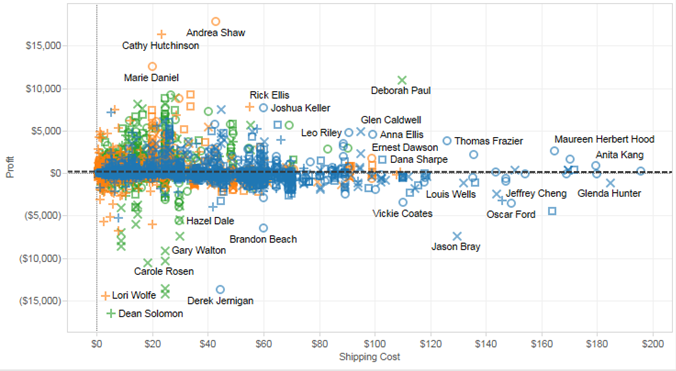 Andrea Shaw
$15,000
Cathy Hutchinson
Marie Daniel
$10,000
Deborah Paul
Rick Ellis
Joshua Keller
Glen Caldwell
$5,000
Leo Riley
Anna Ellis
Thomas Frazier
Maureen Herbert Hood
Ernest Dawson
Anita Kang
Dana Sharpe
Profit
$0
Louis Wells
Jeffrey Cheng
Glenda Hunter
Vickie Coates
Oscar Ford
($5,000)
Hazel Dale
Brandon Beach
Jason Bray
Gary Walton
($10,000)
Carole Rosen
Lori Wolfe
Derek Jernigan
($15,000)
Dean Solomon
$0
$20
$40
$60
$80
$100
$120
$140
$160
$180
$200
Shipping Cost